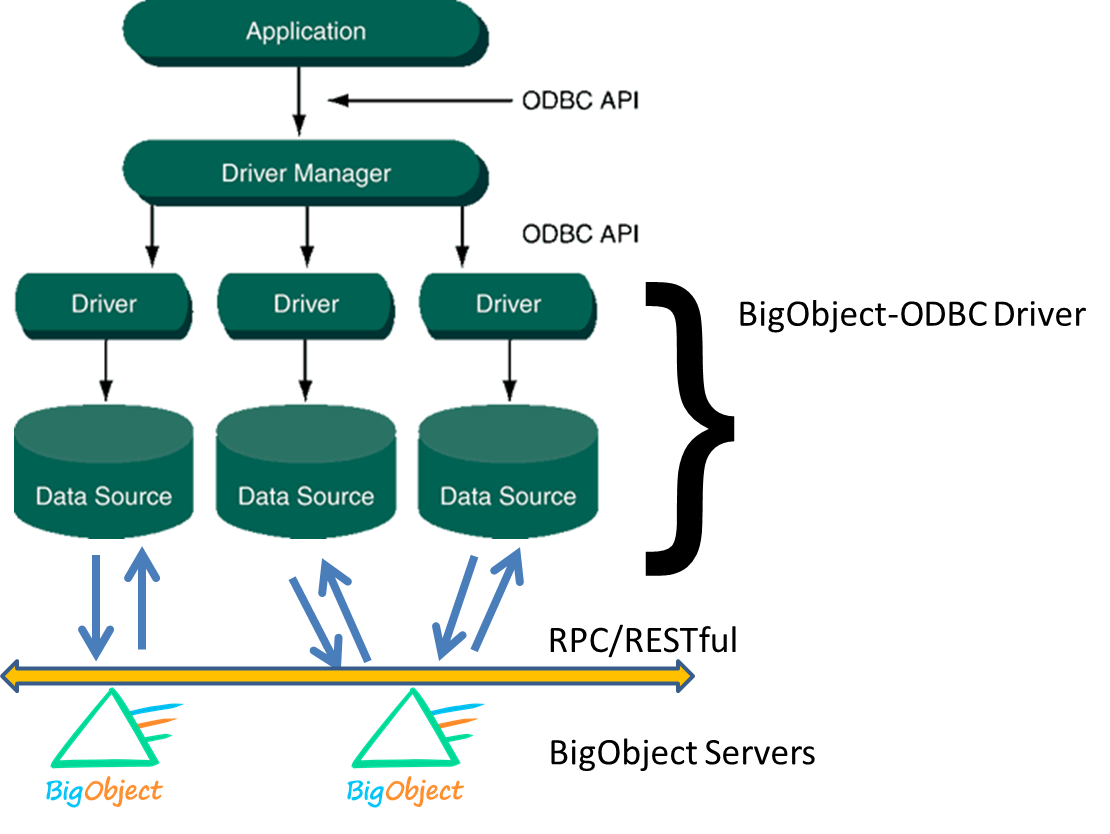 Application
ODBC API
Driver Manager
ODBC API
Driver
Driver
Driver
BigObject-ODBC Driver
Data Source
Data Source
Data Source
RPC/RESTful
BigObject Servers
BigObject
BigObject